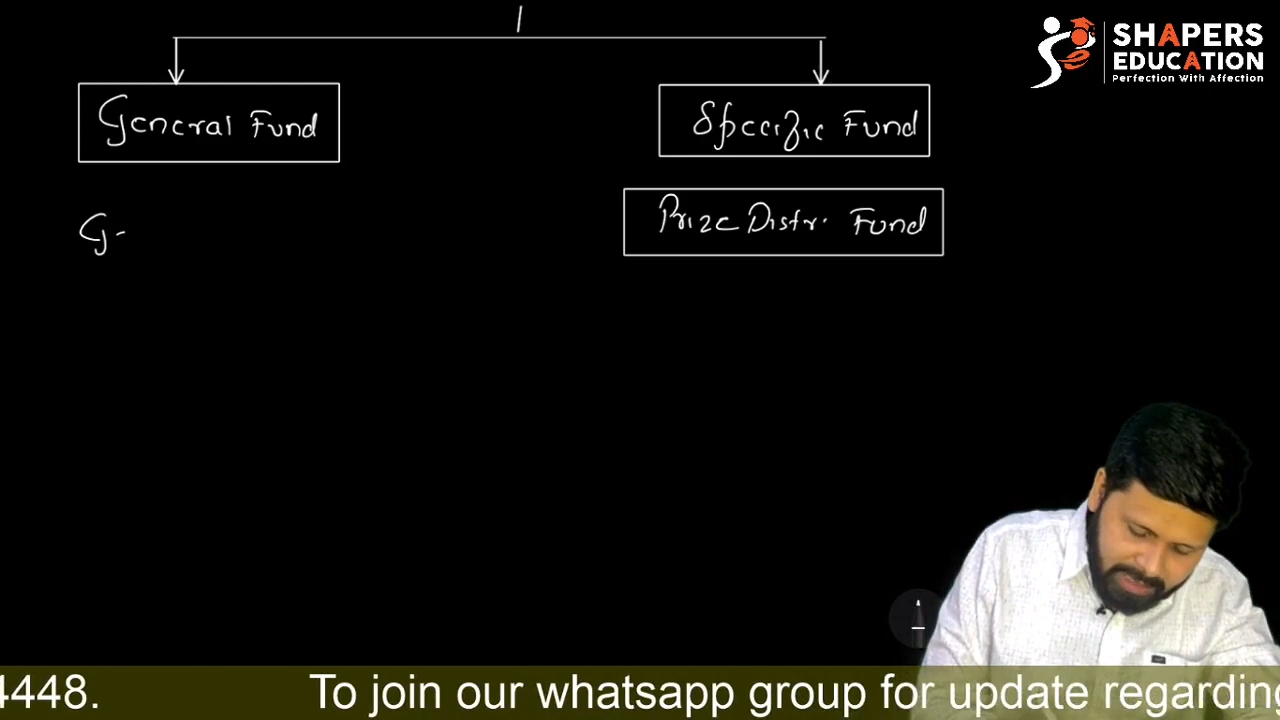 SHAPERS
EDUCATION
Perfection With Affection
General Fund
Specific Fund
Prize Distr. Fund
G.
4448. To join our whatsapp group for update regarding